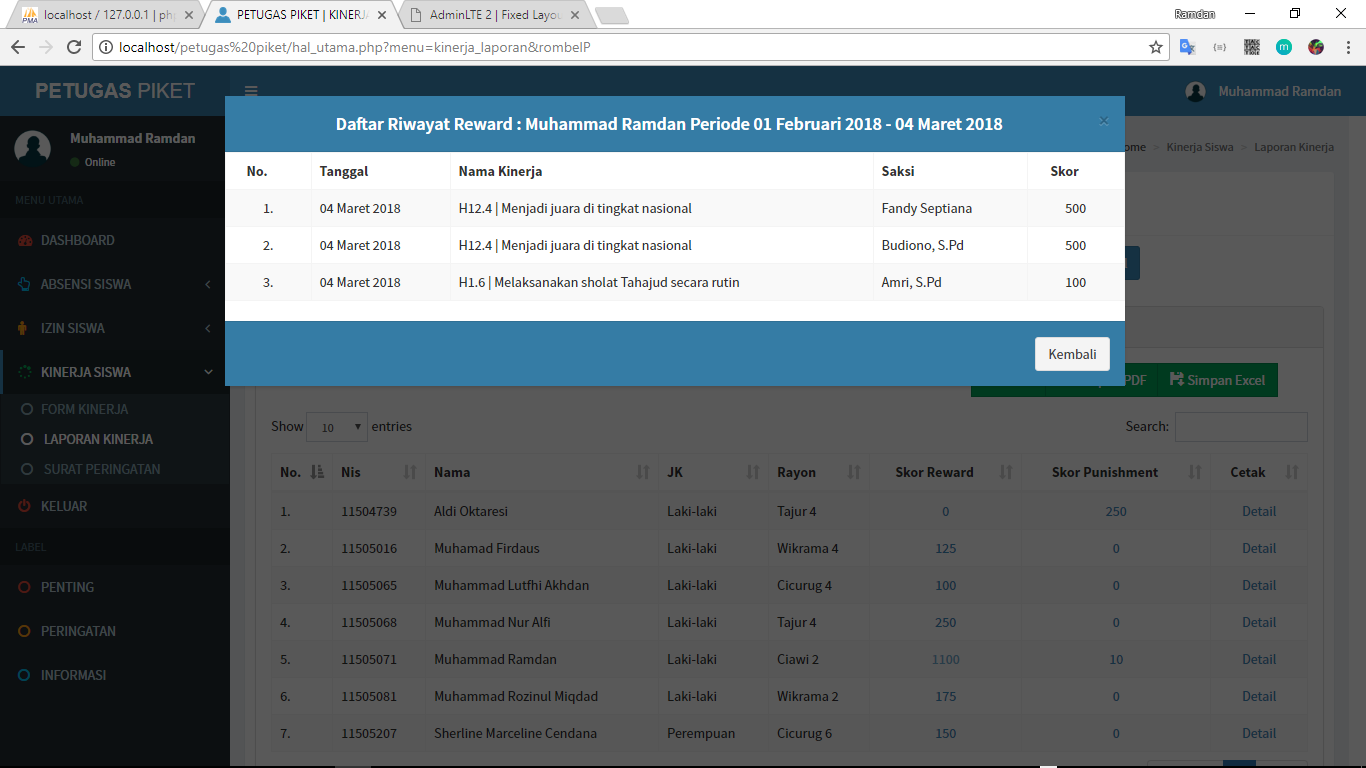 localhost / 127.0.0.1 | ph
PETUGAS PIKET | KINERJ
AdminLTE 2 | Fixed Layou
Ramdan
localhost/petugas%20piket/hal_utama.php?menu=kinerja_laporan&rombelP
PETUGAS PIKET
Muhammad Ramdan
Muhammad Ramdan
Online
Kinerja Siswa > Laporan Kinerja
MENU UTAMA
DASHBOARD
ABSENSI SISWA
IZIN SISWA
KINERJA SISWA
FORM KINERJA
LAPORAN KINERJA
SURAT PERINGATAN
KELUAR
LABEL
PENTING
PERINGATAN
INFORMASI
Daftar Riwayat Reward : Muhammad Ramdan Periode 01 Februari 2018 - 04 Maret 2018 ×
No. Tanggal Nama Kinerja Saksi Skor
1. 04 Maret 2018 H12.4 | Menjadi juara di tingkat nasional Fandy Septiana 500
2. 04 Maret 2018 H12.4 | Menjadi juara di tingkat nasional Budiono, S.Pd 500
3. 04 Maret 2018 H1.6 | Melaksanakan sholat Tahajud secara rutin Amri, S.Pd 100
Kembali
PDF Simpan Excel
Show 10 entries Search:
No. Nis Nama JK Rayon Skor Reward Skor Punishment Cetak
1. 11504739 Aldi Oktaresi Laki-laki Tajur 4 0 250 Detail
2. 11505016 Muhamad Firdaus Laki-laki Wikrama 4 125 0 Detail
3. 11505065 Muhammad Lutfhi Akhdan Laki-laki Cicurug 4 100 0 Detail
4. 11505068 Muhammad Nur Alfi Laki-laki Tajur 4 250 0 Detail
5. 11505071 Muhammad Ramdan Laki-laki Ciawi 2 1100 10 Detail
6. 11505081 Muhammad Rozinul Miqdad Laki-laki Wikrama 2 175 0 Detail
7. 11505207 Sherline Marceline Cendana Perempuan Cicurug 6 150 0 Detail